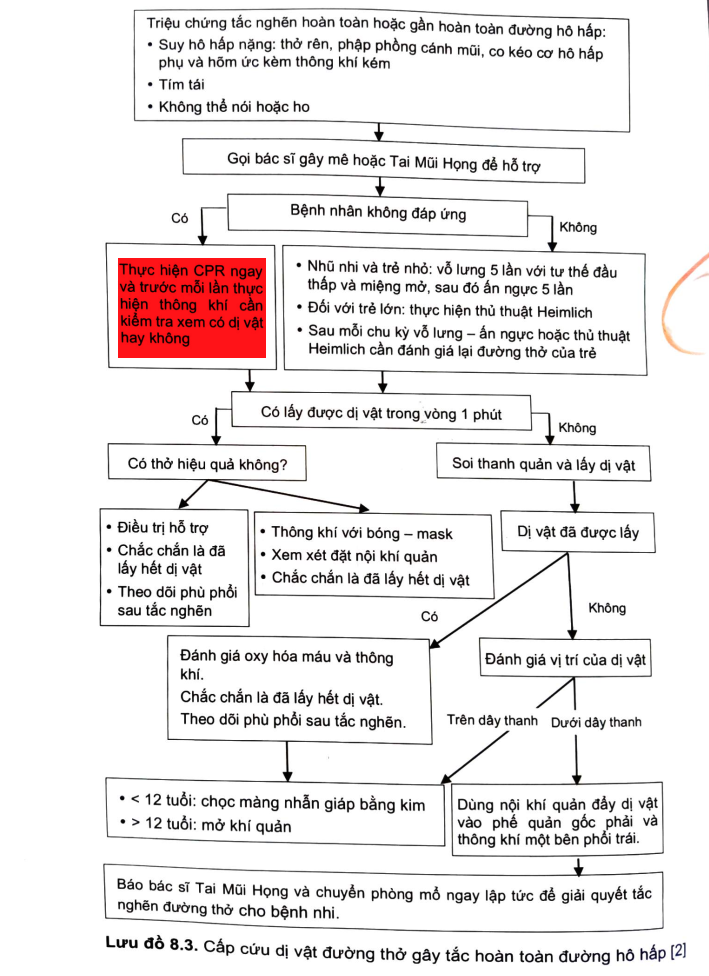 Triệu chứng tắc nghẽn hoàn toàn hoặc gần hoàn toàn đường hô hấp:
• Suy hô hấp nặng: thở rên, phập phồng cánh mũi, co kéo cơ hô hấp
phụ và hõm ức kèm thông khí kém
• Tím tái
• Không thể nói hoặc ho
Gọi bác sĩ gây mê hoặc Tai Mũi Họng để hỗ trợ
Bệnh nhân không đáp ứng
Có
Không
Thực hiện CPR ngay
và trước mỗi lần thực
hiện thông khí cần
kiểm tra xem có dị vật
hay không
• Nhũ nhi và trẻ nhỏ: vỗ lưng 5 lần với tư thế đầu
thấp và miệng mở, sau đó ấn ngực 5 lần
• Đối với trẻ lớn: thực hiện thủ thuật Heimlich
• Sau mỗi chu kỳ vỗ lưng – ấn ngực hoặc thủ thuật
Heimlich cần đánh giá lại đường thở của trẻ
Có lấy được dị vật trong vòng 1 phút
Có
Không
Có thở hiệu quả không?
Soi thanh quản và lấy dị vật
• Điều trị hỗ trợ
• Chắc chắn là đã
lấy hết dị vật
• Theo dõi phù phổi
sau tắc nghẽn
• Thông khí với bóng – mask
• Xem xét đặt nội khí quản
• Chắc chắn là đã lấy hết dị vật
Dị vật đã được lấy
Có
Không
Đánh giá oxy hóa máu và thông
khí.
Chắc chắn là đã lấy hết dị vật.
Theo dõi phù phổi sau tắc nghẽn.
Đánh giá vị trí của dị vật
Trên dây thanh
Dưới dây thanh
• < 12 tuổi: chọc màng nhẫn giáp bằng kim
• > 12 tuổi: mở khí quản
Dùng nội khí quản đẩy dị vật
vào phế quản gốc phải và
thông khí một bên phổi trái.
Báo bác sĩ Tai Mũi Họng và chuyển phòng mổ ngay lập tức để giải quyết tắc
nghẽn đường thở cho bệnh nhi.
Lưu đồ 8.3. Cấp cứu dị vật đường thở gây tắc hoàn toàn đường hô hấp [2]